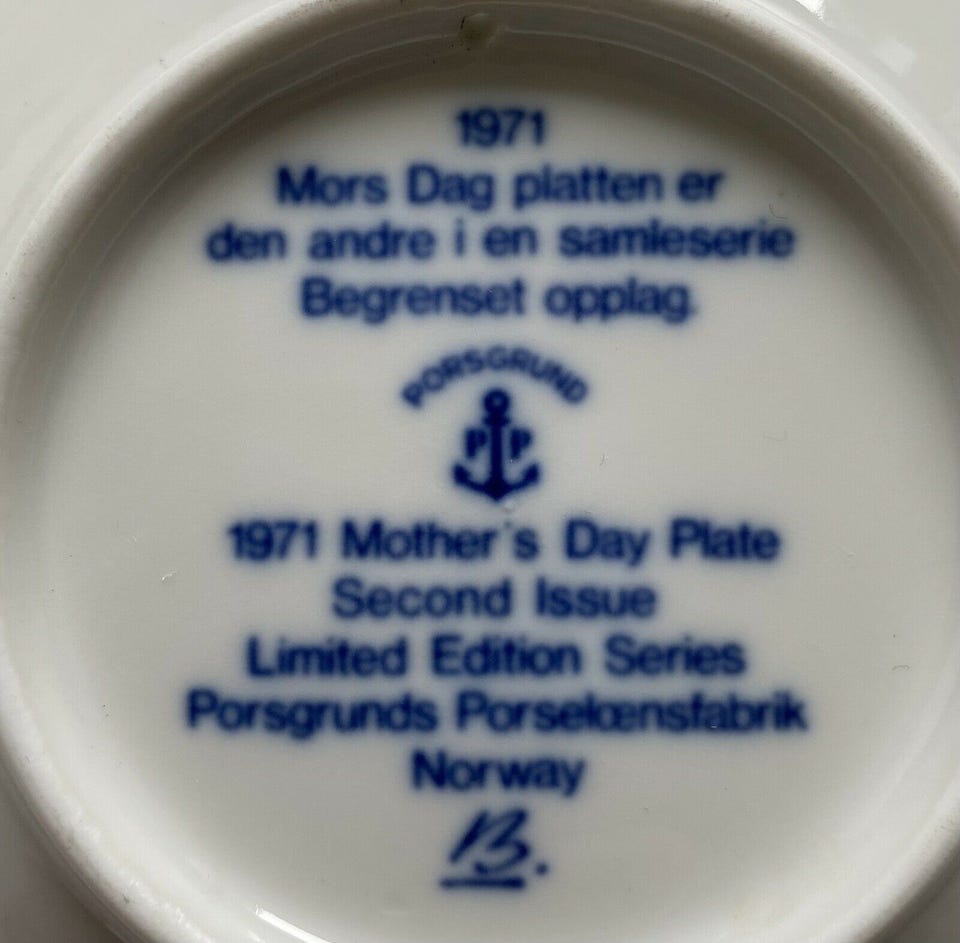 1971
Mors Dag platten er
den andre i en samleserie
Begrenset opplag.
PORSGRUND
P P
1971 Mother's Day Plate
Second Issue
Limited Edition Series
Porsgrunds Porselænsfabrik
Norway
B.